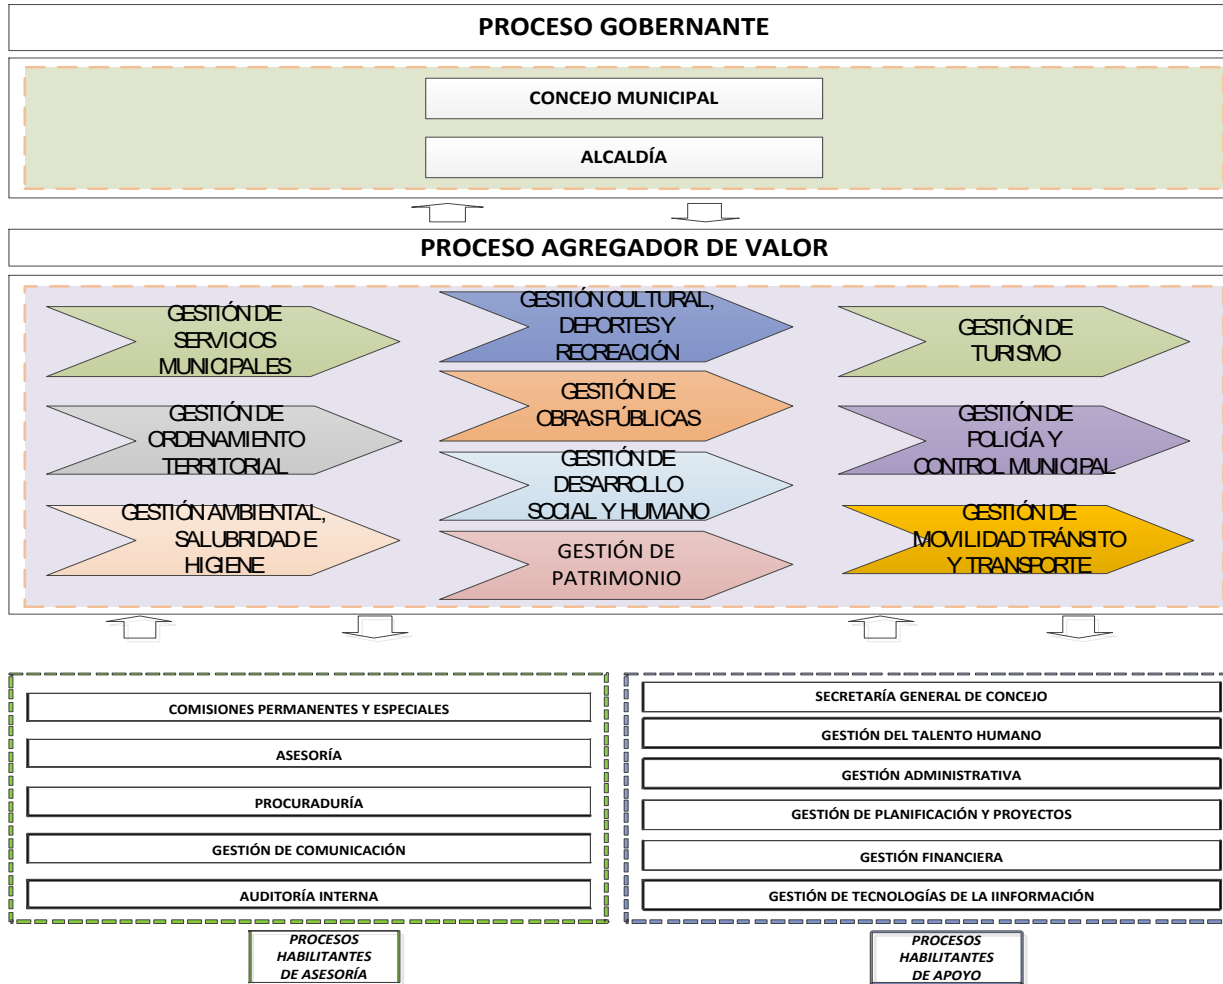 PROCESO GOBERNANTE
CONCEJO MUNICIPAL
ALCALDÍA
PROCESO AGREGADOR DE VALOR
GESTIÓN DE
SERVICIOS
MUNICIPALES
GESTIÓN DE
ORDENAMIENTO
TERRITORIAL
GESTIÓN AMBIENTAL,
SALUBRIDAD E
HIGIENE
GESTIÓN CULTURAL,
DEPORTES Y
RECREACIÓN
GESTIÓN DE
OBRAS PÚBLICAS
GESTIÓN DE
DESARROLLO
SOCIAL Y HUMANO
GESTIÓN DE
PATRIMONIO
GESTIÓN DE
TURISMO
GESTIÓN DE
POLICÍA Y
CONTROL MUNICIPAL
GESTIÓN DE
MOVILIDAD TRÁNSITO
Y TRANSPORTE
COMISIONES PERMANENTES Y ESPECIALES
ASESORÍA
PROCURADURÍA
GESTIÓN DE COMUNICACIÓN
AUDITORÍA INTERNA
PROCESOS
HABILITANTES
DE ASESORÍA
SECRETARÍA GENERAL DE CONCEJO
GESTIÓN DEL TALENTO HUMANO
GESTIÓN ADMINISTRATIVA
GESTIÓN DE PLANIFICACIÓN Y PROYECTOS
GESTIÓN FINANCIERA
GESTIÓN DE TECNOLOGÍAS DE LA IINFORMACIÓN
PROCESOS
HABILITANTES
DE APOYO